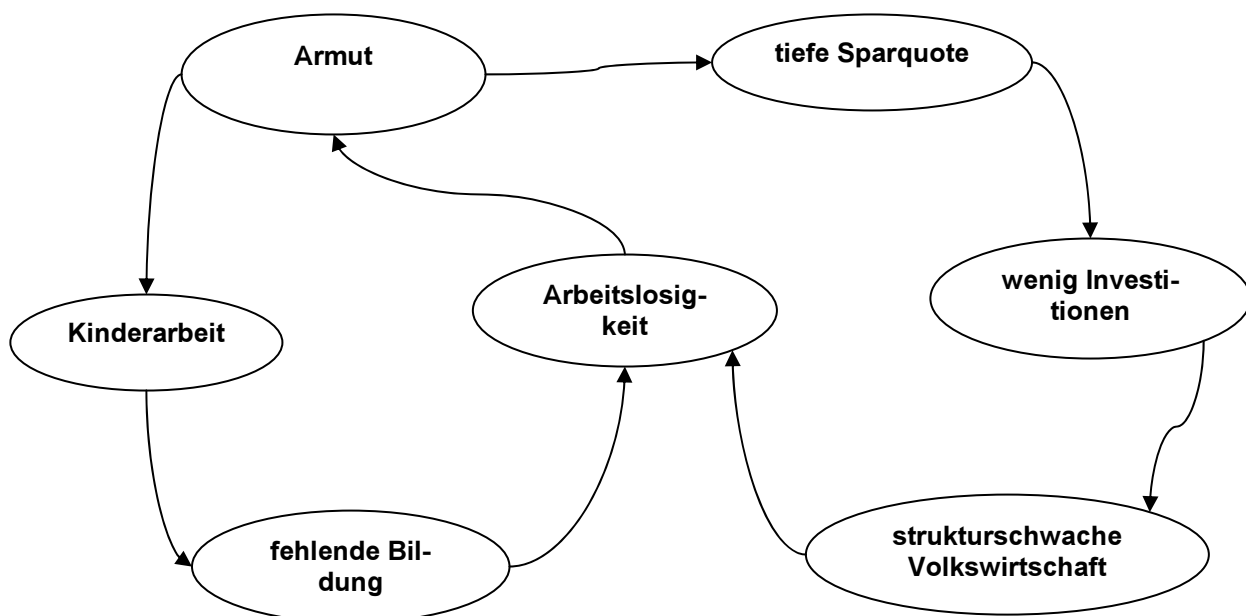 Armut
tiefe Sparquote
Arbeitslosig-
keit
wenig Investi-
tionen
Kinderarbeit
fehlende Bil-
dung
strukturschwache
Volkswirtschaft